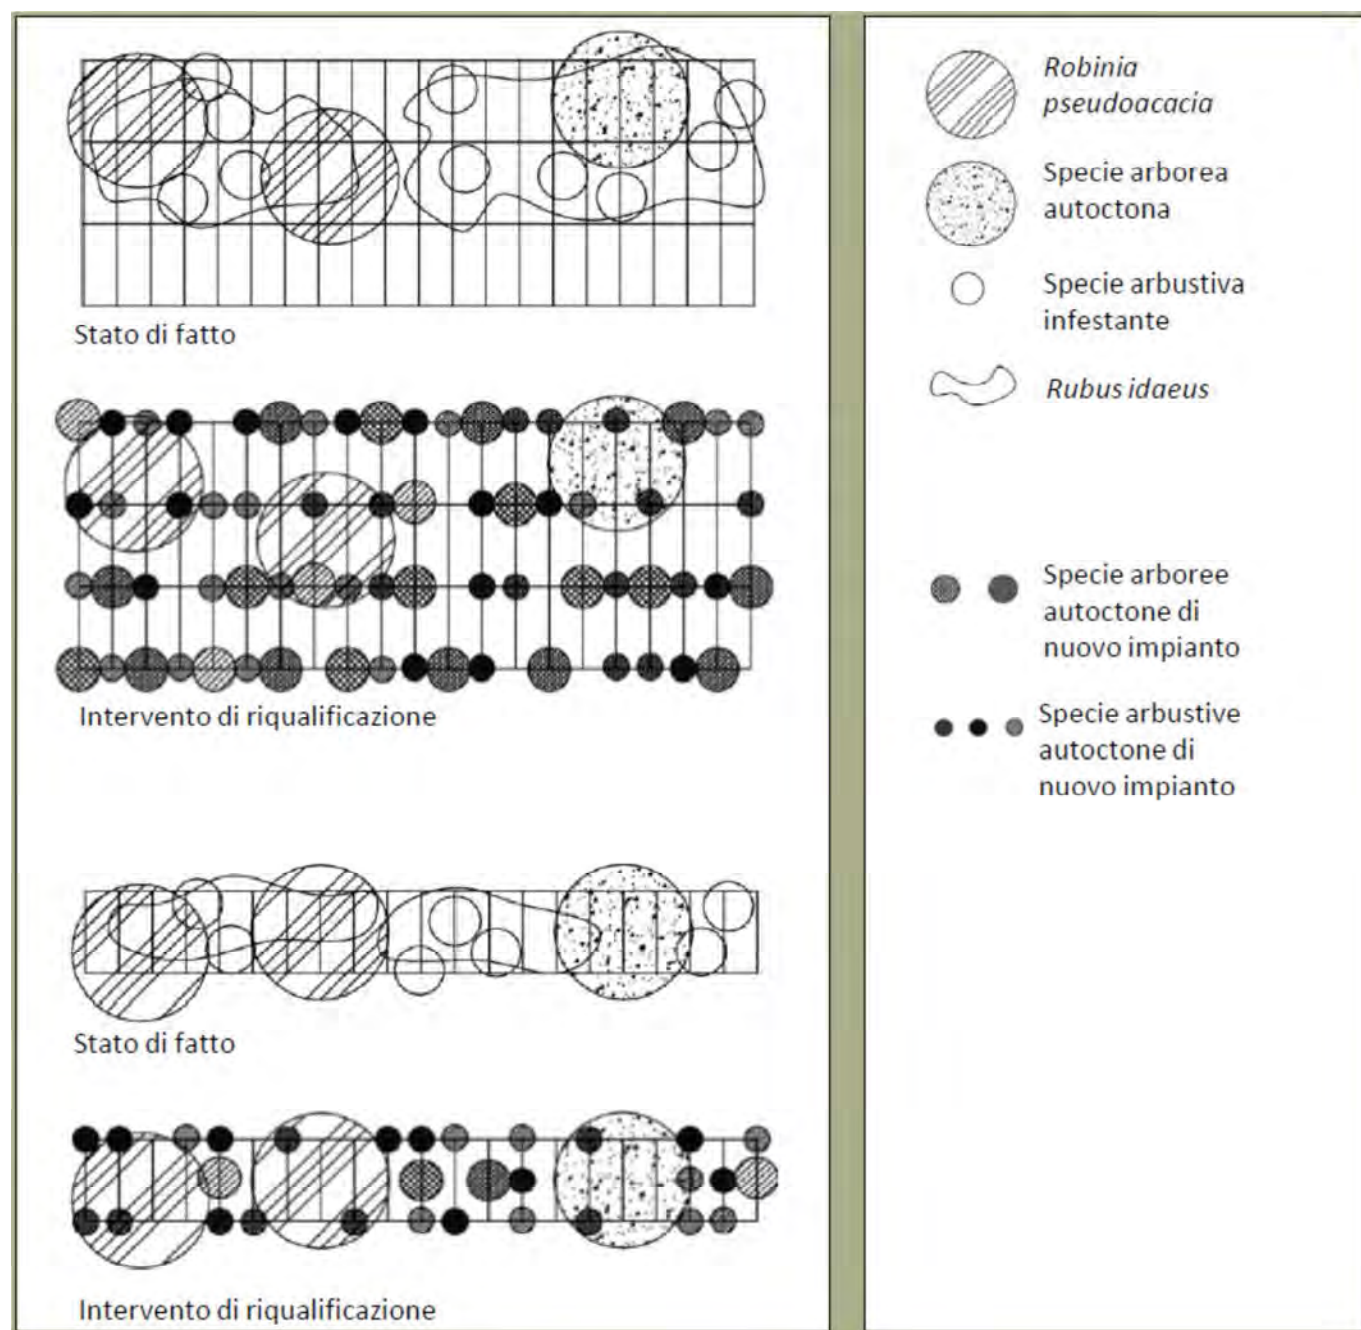 Stato di fatto
Intervento di riqualificazione
Stato di fatto
Intervento di riqualificazione
Robinia
pseudoacacia
Specie arborea
autoctona
Specie arbustiva
infestante
Rubus idaeus
Specie arboree
autoctone di
nuovo impianto
Specie arbustive
autoctone di
nuovo impianto